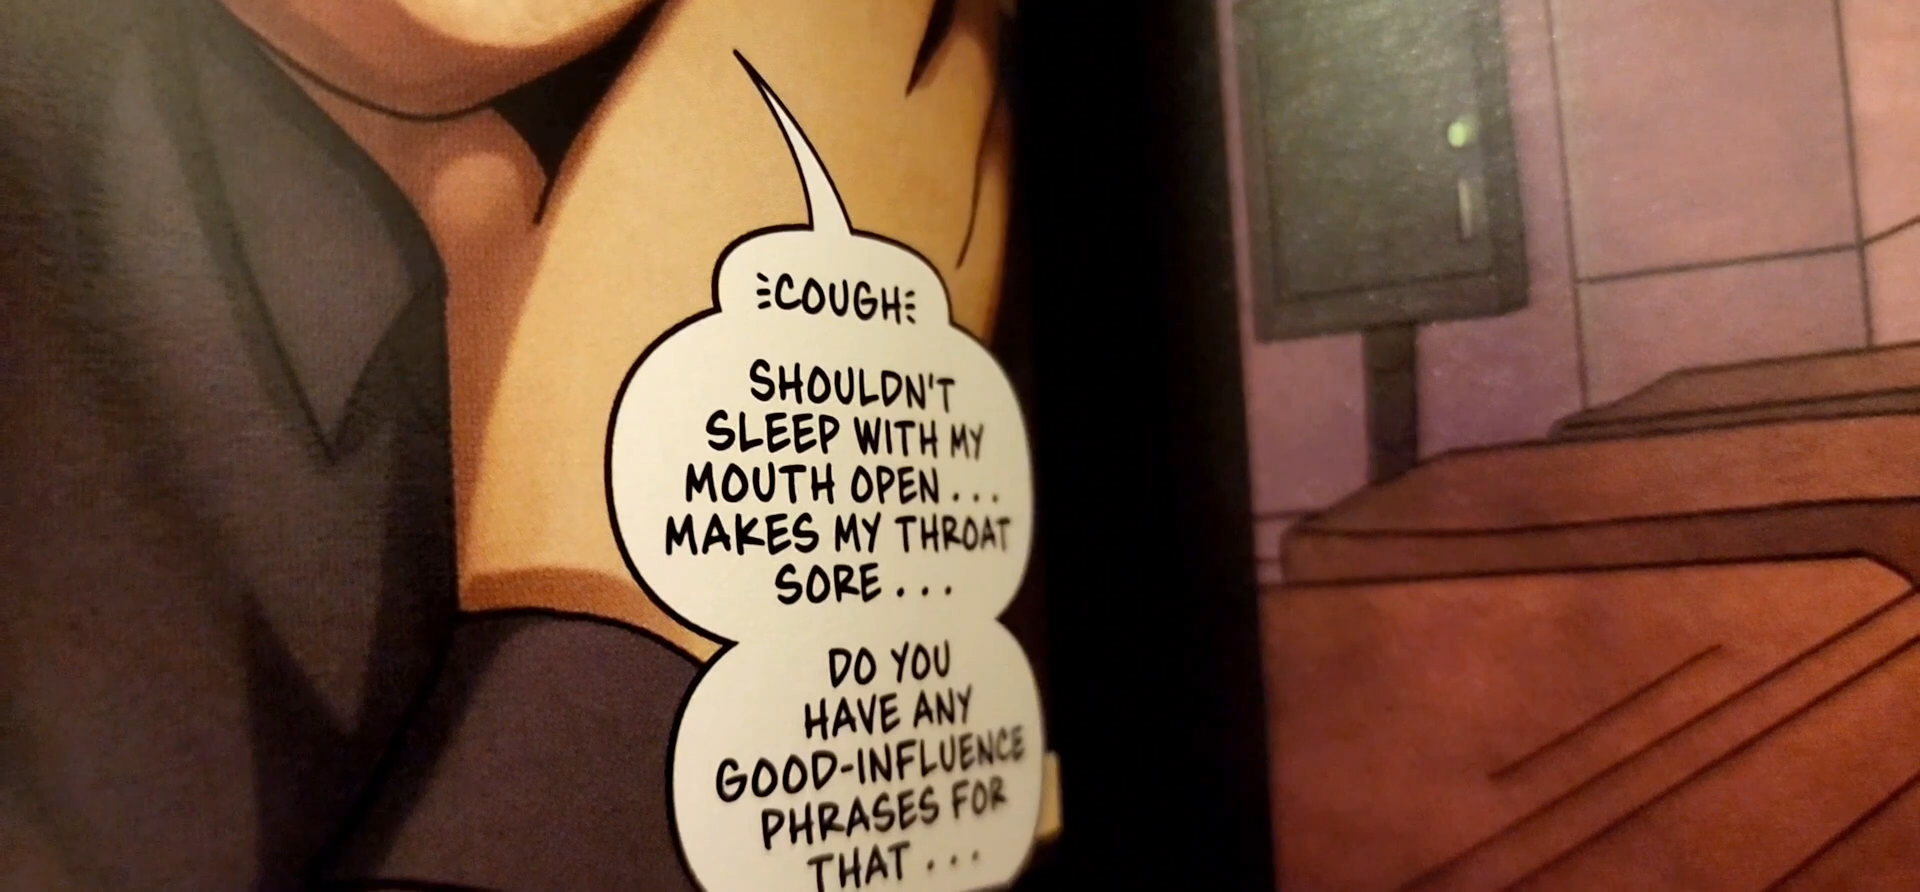 COUGH
SHOULDN'T
SLEEP WITH MY
MOUTH OPEN . . .
MAKES MY THROAT
SORE . . .
DO YOU
HAVE ANY
GOOD-INFLUENCE
PHRASES FOR
THAT . . .